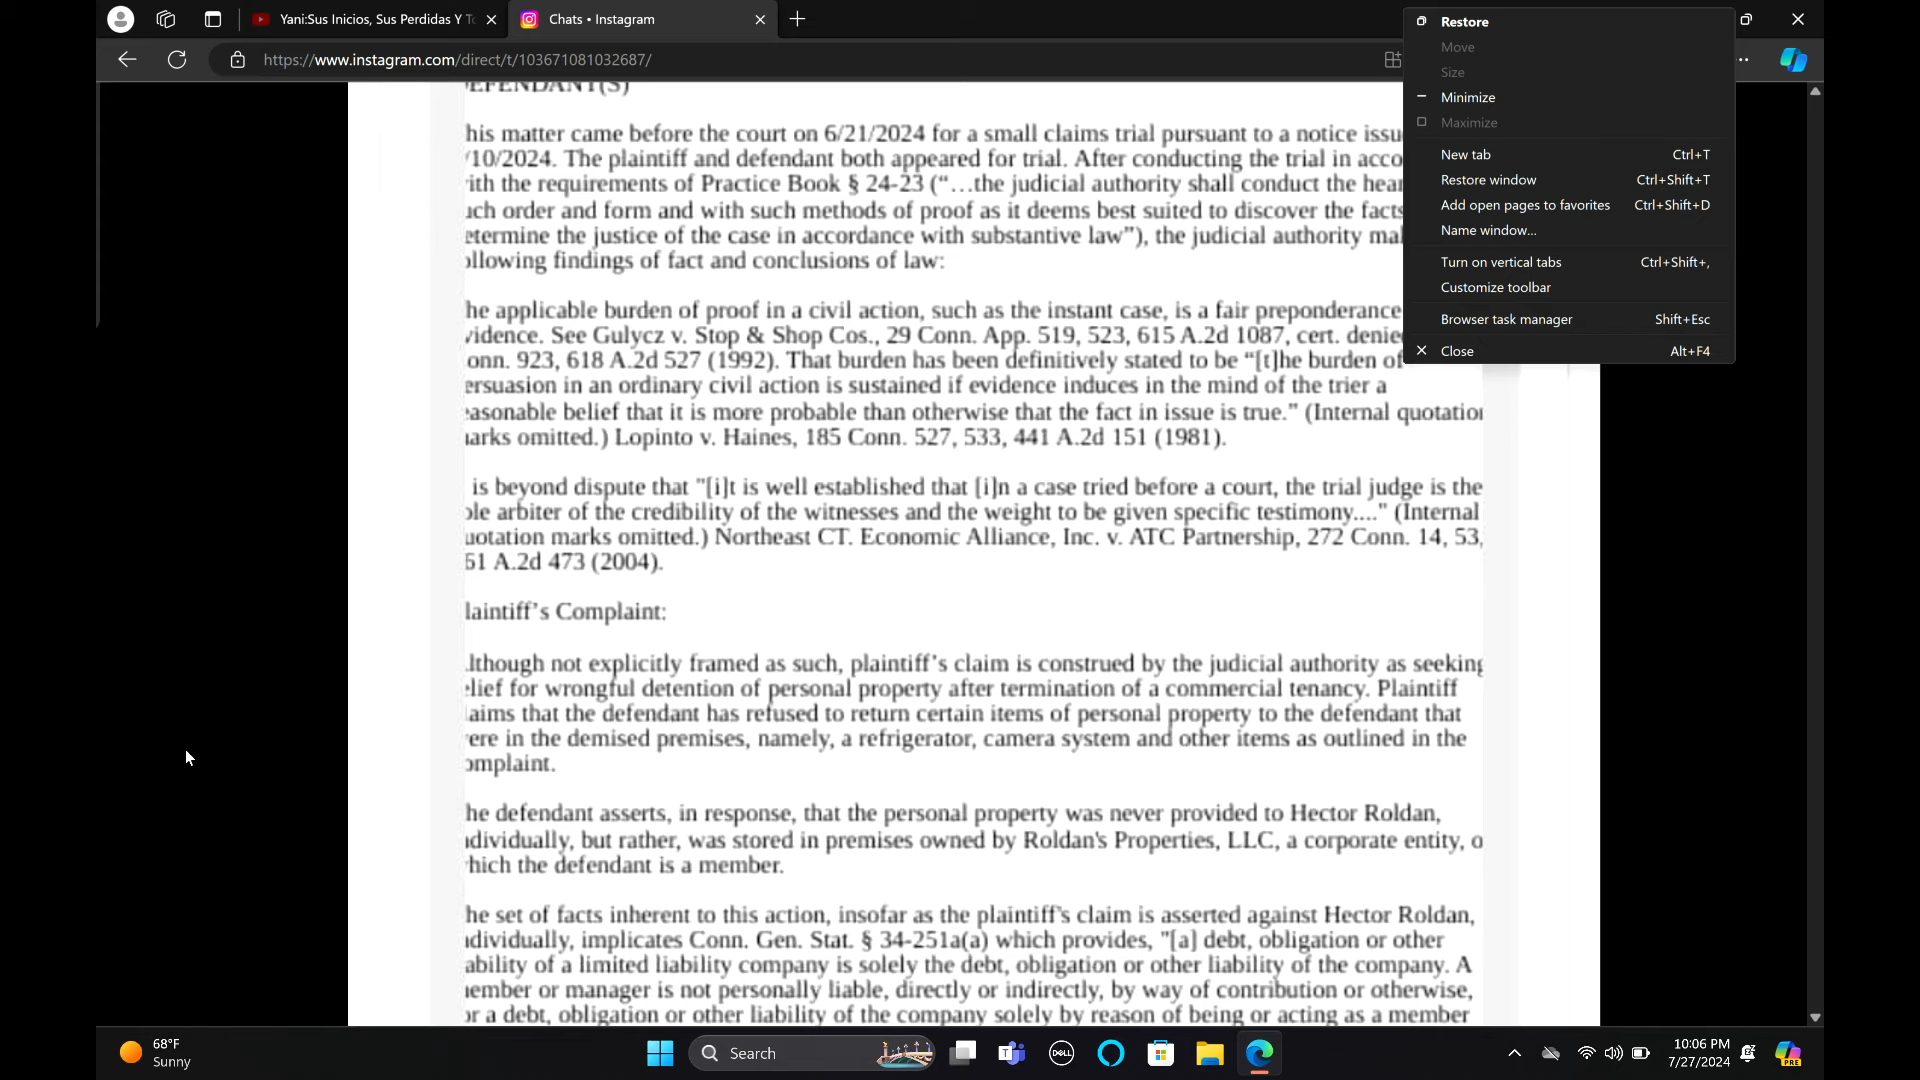 Yani:Sus Inicios, Sus Perdidas Y To
Chats • Instagram
https://www.instagram.com/direct/t/103671081032687/
Restore
Move
Size
Minimize
Maximize
New tab Ctrl+T
Restore window Ctrl+Shift+T
Add open pages to favorites Ctrl+Shift+D
Name window...
Turn on vertical tabs Ctrl+Shift+,
Customize toolbar
Browser task manager Shift+Esc
Close Alt+F4
EFENDANT(S)
his matter came before the court on 6/21/2024 for a small claims trial pursuant to a notice issu
/10/2024. The plaintiff and defendant both appeared for trial. After conducting the trial in acco
ith the requirements of Practice Book § 24-23 (“…the judicial authority shall conduct the hear
uch order and form and with such methods of proof as it deems best suited to discover the facts
etermine the justice of the case in accordance with substantive law”), the judicial authority mal
ollowing findings of fact and conclusions of law:
he applicable burden of proof in a civil action, such as the instant case, is a fair preponderance
vidence. See Gulycz v. Stop & Shop Cos., 29 Conn. App. 519, 523, 615 A.2d 1087, cert. denie
onn. 923, 618 A.2d 527 (1992). That burden has been definitively stated to be “[t]he burden of
ersuasion in an ordinary civil action is sustained if evidence induces in the mind of the trier a
easonable belief that it is more probable than otherwise that the fact in issue is true.” (Internal quotation
arks omitted.) Lopinto v. Haines, 185 Conn. 527, 533, 441 A.2d 151 (1981).
is beyond dispute that "[i]t is well established that [i]n a case tried before a court, the trial judge is the
ole arbiter of the credibility of the witnesses and the weight to be given specific testimony...." (Internal
uotation marks omitted.) Northeast CT. Economic Alliance, Inc. v. ATC Partnership, 272 Conn. 14, 53,
61 A.2d 473 (2004).
laintiff’s Complaint:
lthough not explicitly framed as such, plaintiff’s claim is construed by the judicial authority as seeking
elief for wrongful detention of personal property after termination of a commercial tenancy. Plaintiff
laims that the defendant has refused to return certain items of personal property to the defendant that
vere in the demised premises, namely, a refrigerator, camera system and other items as outlined in the
omplaint.
he defendant asserts, in response, that the personal property was never provided to Hector Roldan,
ndividually, but rather, was stored in premises owned by Roldan's Properties, LLC, a corporate entity, o
hich the defendant is a member.
he set of facts inherent to this action, insofar as the plaintiff's claim is asserted against Hector Roldan,
ndividually, implicates Conn. Gen. Stat. § 34-251a(a) which provides, "[a] debt, obligation or other
ability of a limited liability company is solely the debt, obligation or other liability of the company. A
ember or manager is not personally liable, directly or indirectly, by way of contribution or otherwise,
or a debt, obligation or other liability of the company solely by reason of being or acting as a member
68°F
Sunny
Search
DELL
10:06 PM
7/27/2024
PRE